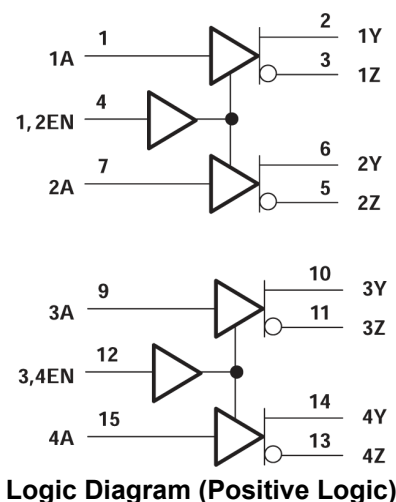 2 1Y
1A 1
3 1Z
1,2EN 4
6 2Y
2A 7
5 2Z
10 3Y
3A 9
11 3Z
3,4EN 12
14 4Y
4A 15
13 4Z
Logic Diagram (Positive Logic)